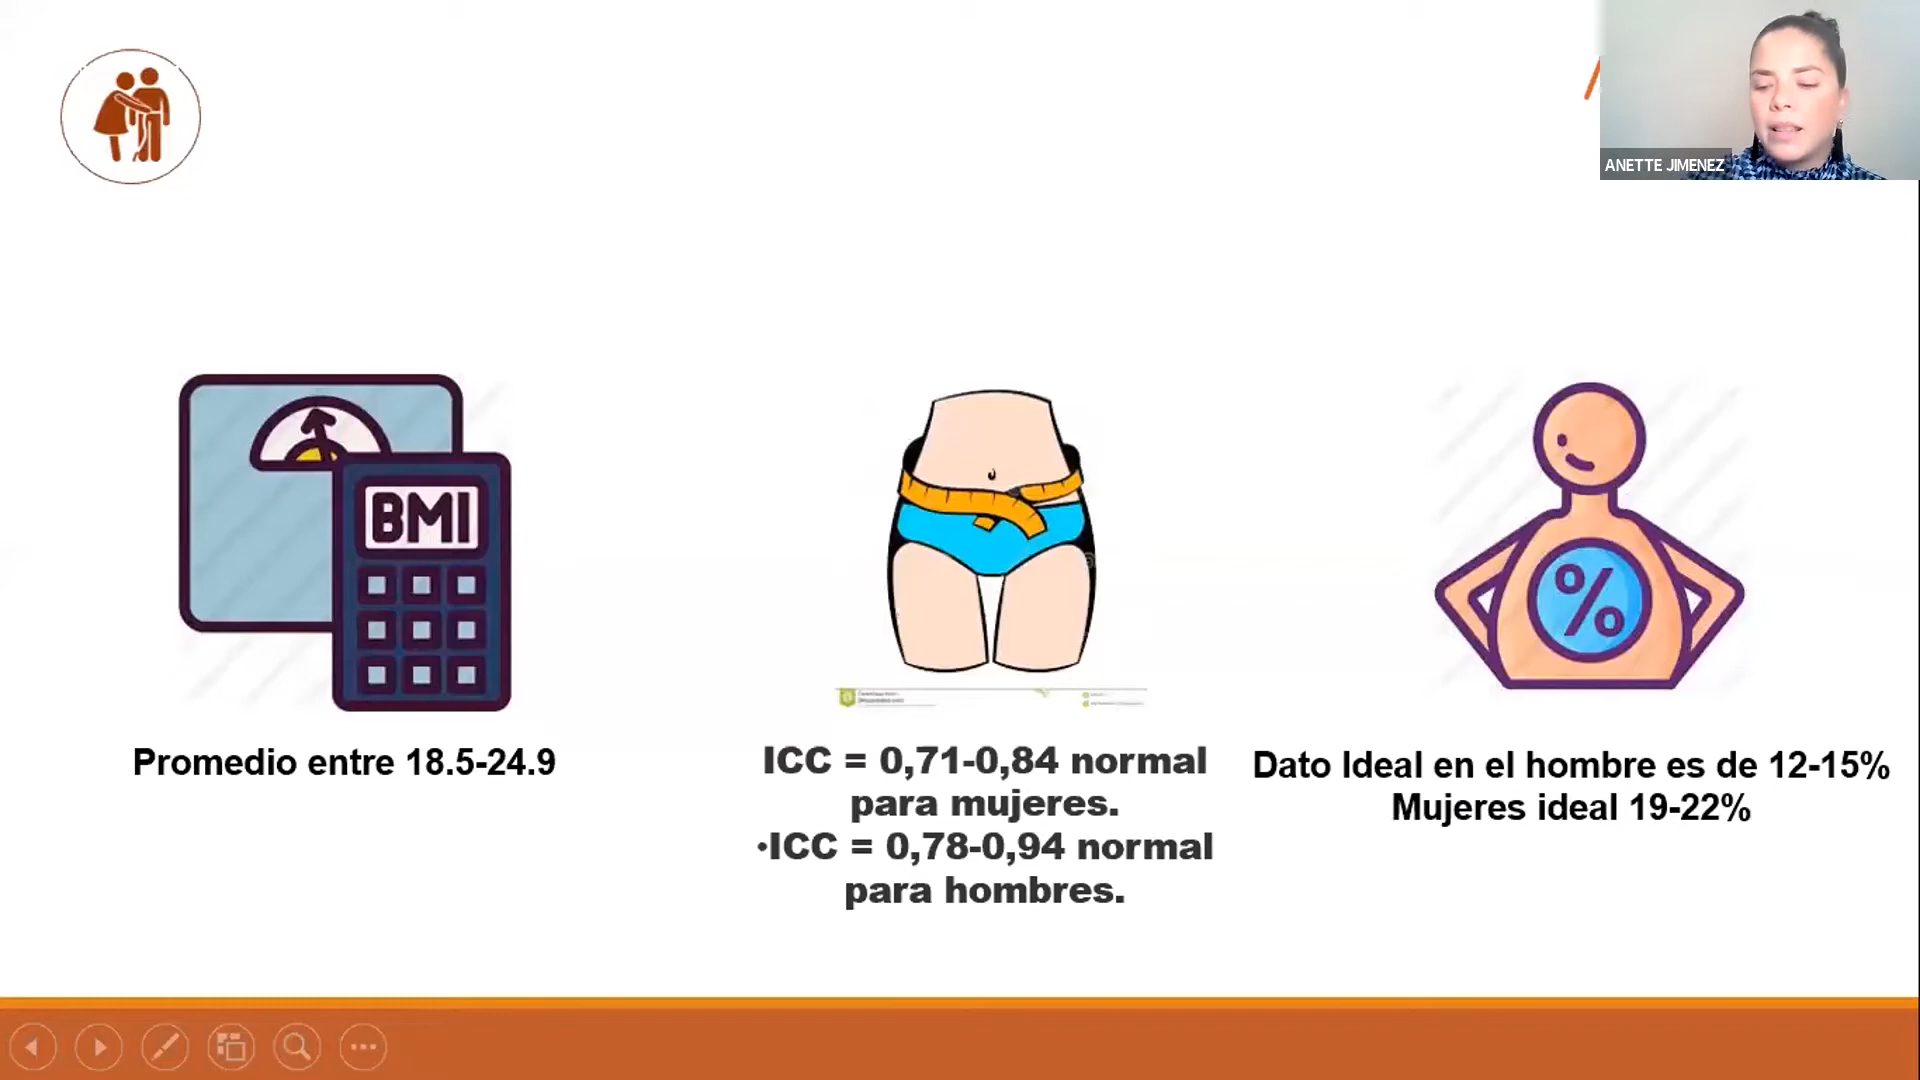 ANETTE JIMENEZ
BMI
%
Promedio entre 18.5-24.9
ICC = 0,71-0,84 normal
para mujeres.
•ICC = 0,78-0,94 normal
para hombres.
Dato Ideal en el hombre es de 12-15%
Mujeres ideal 19-22%